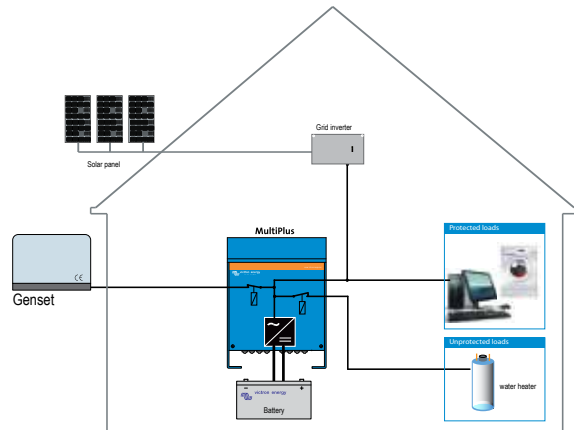 Grid inverter
Solar panel
MultiPlus
victron energy
Protected loads
CE
Genset
Unprotected loads
water heater
- +
victron energy
Battery